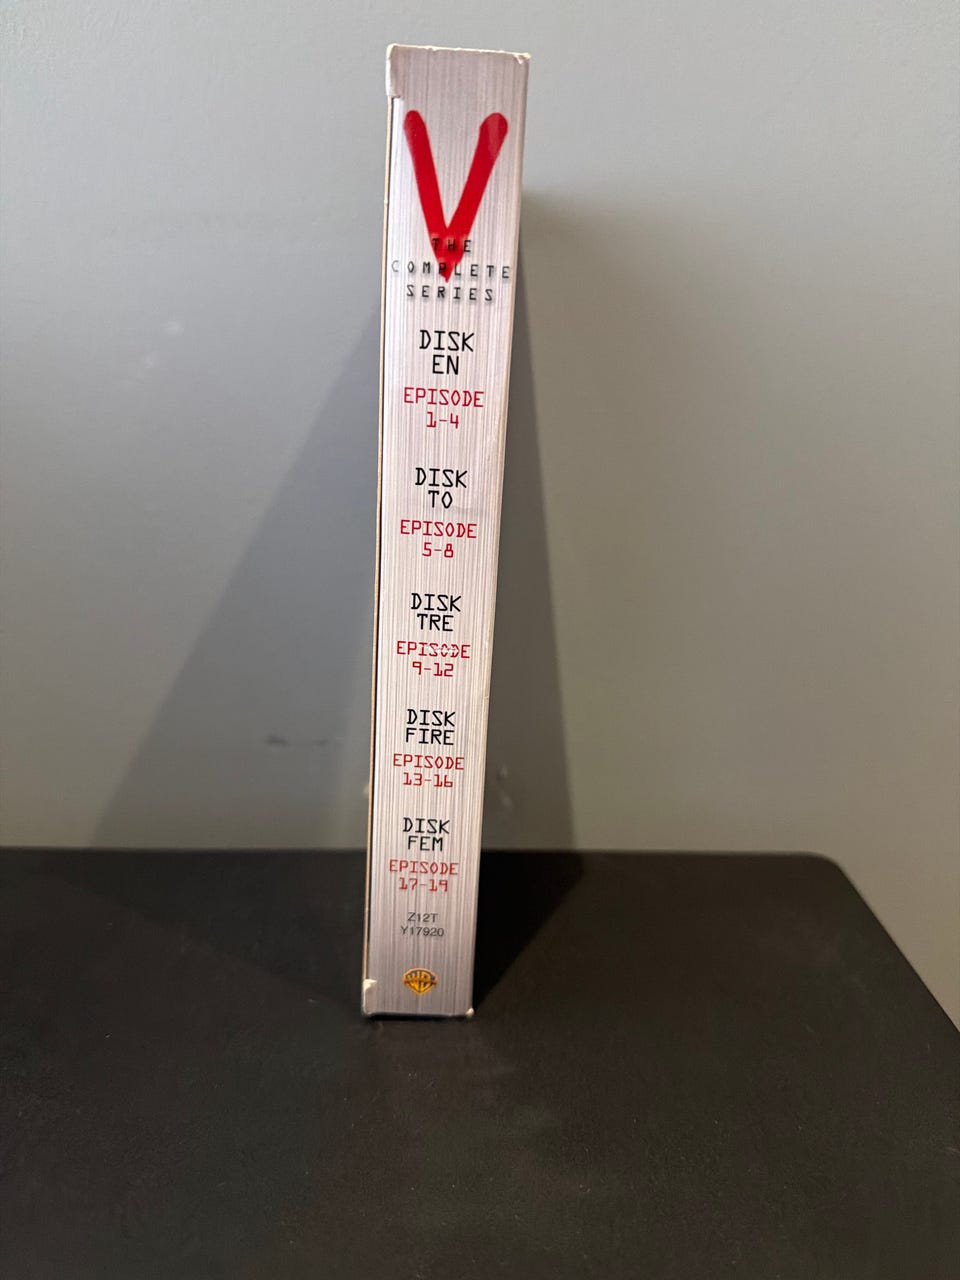 V
THE
COMPLETE
SERIES
DISK
EN
EPISODE
1-4
DISK
TO
EPISODE
5-8
DISK
TRE
EPISODE
9-12
DISK
FIRE
EPISODE
13-16
DISK
FEM
EPISODE
17-19
Z12T
Y17920
WB